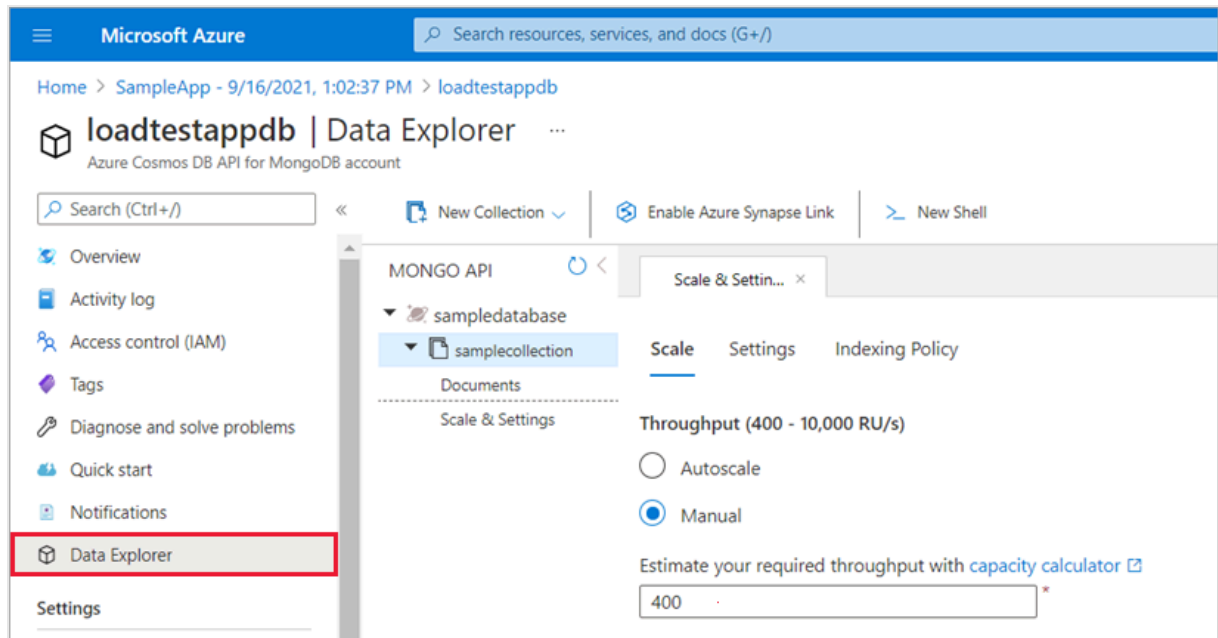 Microsoft Azure
Search resources, services, and docs (G+/)
Home > SampleApp - 9/16/2021, 1:02:37 PM > loadtestappdb
loadtestappdb | Data Explorer ...
Azure Cosmos DB API for MongoDB account
Search (Ctrl+/)
«
New Collection
Enable Azure Synapse Link
>_ New Shell
Overview
Activity log
Access control (IAM)
Tags
Diagnose and solve problems
Quick start
Notifications
Data Explorer
Settings
MONGO API
sampledatabase
samplecollection
Documents
Scale & Settings
Scale & Settin... ×
Scale Settings Indexing Policy
Throughput (400 - 10,000 RU/s)
Autoscale
Manual
Estimate your required throughput with capacity calculator
400 *